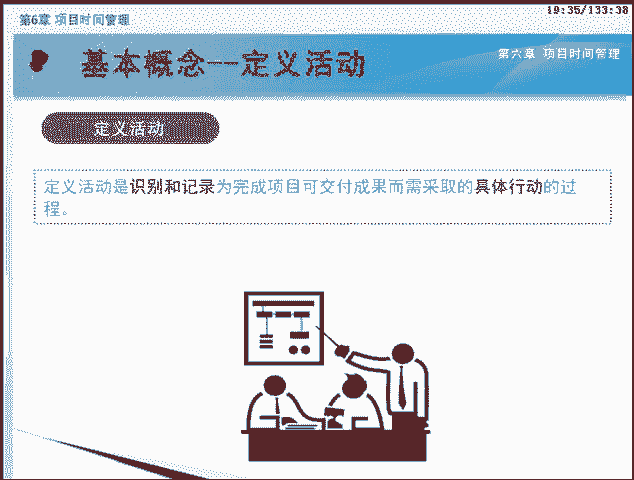 19:35/133:38
第6章 项目时间管理
基本概念--定义活动
第六章 项目时间管理
定义活动
定义活动是识别和记录为完成项目可交付成果而需采取的具体行动的过
程。